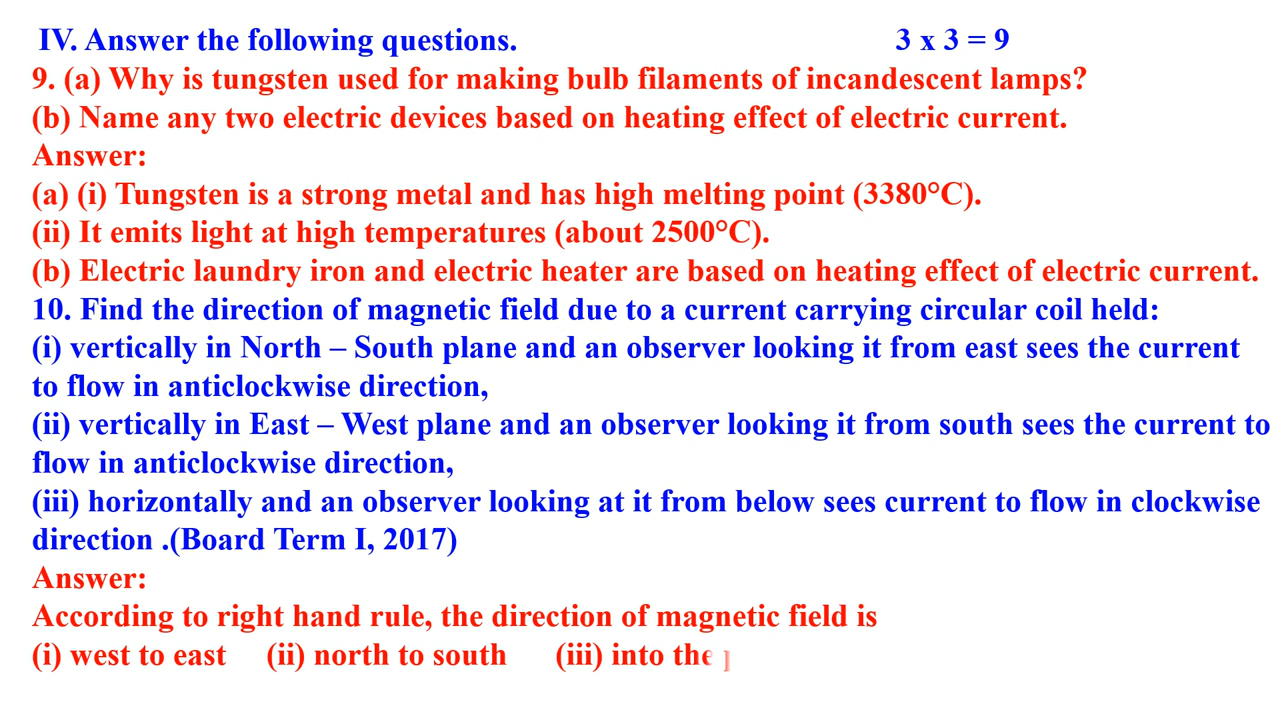 IV. Answer the following questions. 3 x 3 = 9
9. (a) Why is tungsten used for making bulb filaments of incandescent lamps?
(b) Name any two electric devices based on heating effect of electric current.
Answer:
(a) (i) Tungsten is a strong metal and has high melting point (3380°C).
(ii) It emits light at high temperatures (about 2500°C).
(b) Electric laundry iron and electric heater are based on heating effect of electric current.
10. Find the direction of magnetic field due to a current carrying circular coil held:
(i) vertically in North – South plane and an observer looking it from east sees the current
to flow in anticlockwise direction,
(ii) vertically in East – West plane and an observer looking it from south sees the current to
flow in anticlockwise direction,
(iii) horizontally and an observer looking at it from below sees current to flow in clockwise
direction .(Board Term I, 2017)
Answer:
According to right hand rule, the direction of magnetic field is
(i) west to east (ii) north to south (iii) into the